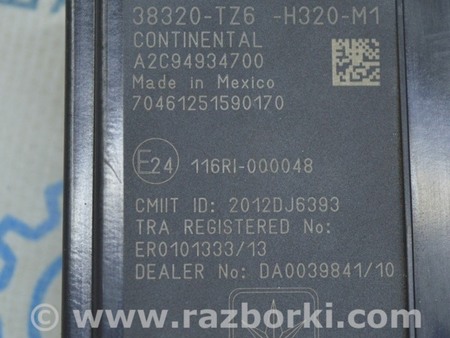 38320-TZ6 -H320-M1
CONTINENTAL
A2C94934700
Made in Mexico
70461251590170
E24 116RI-000048
CMIIT ID: 2012DJ6393
TRA REGISTERED No:
ER0101333/13
DEALER No: DA0039841/10
www.razborki.com